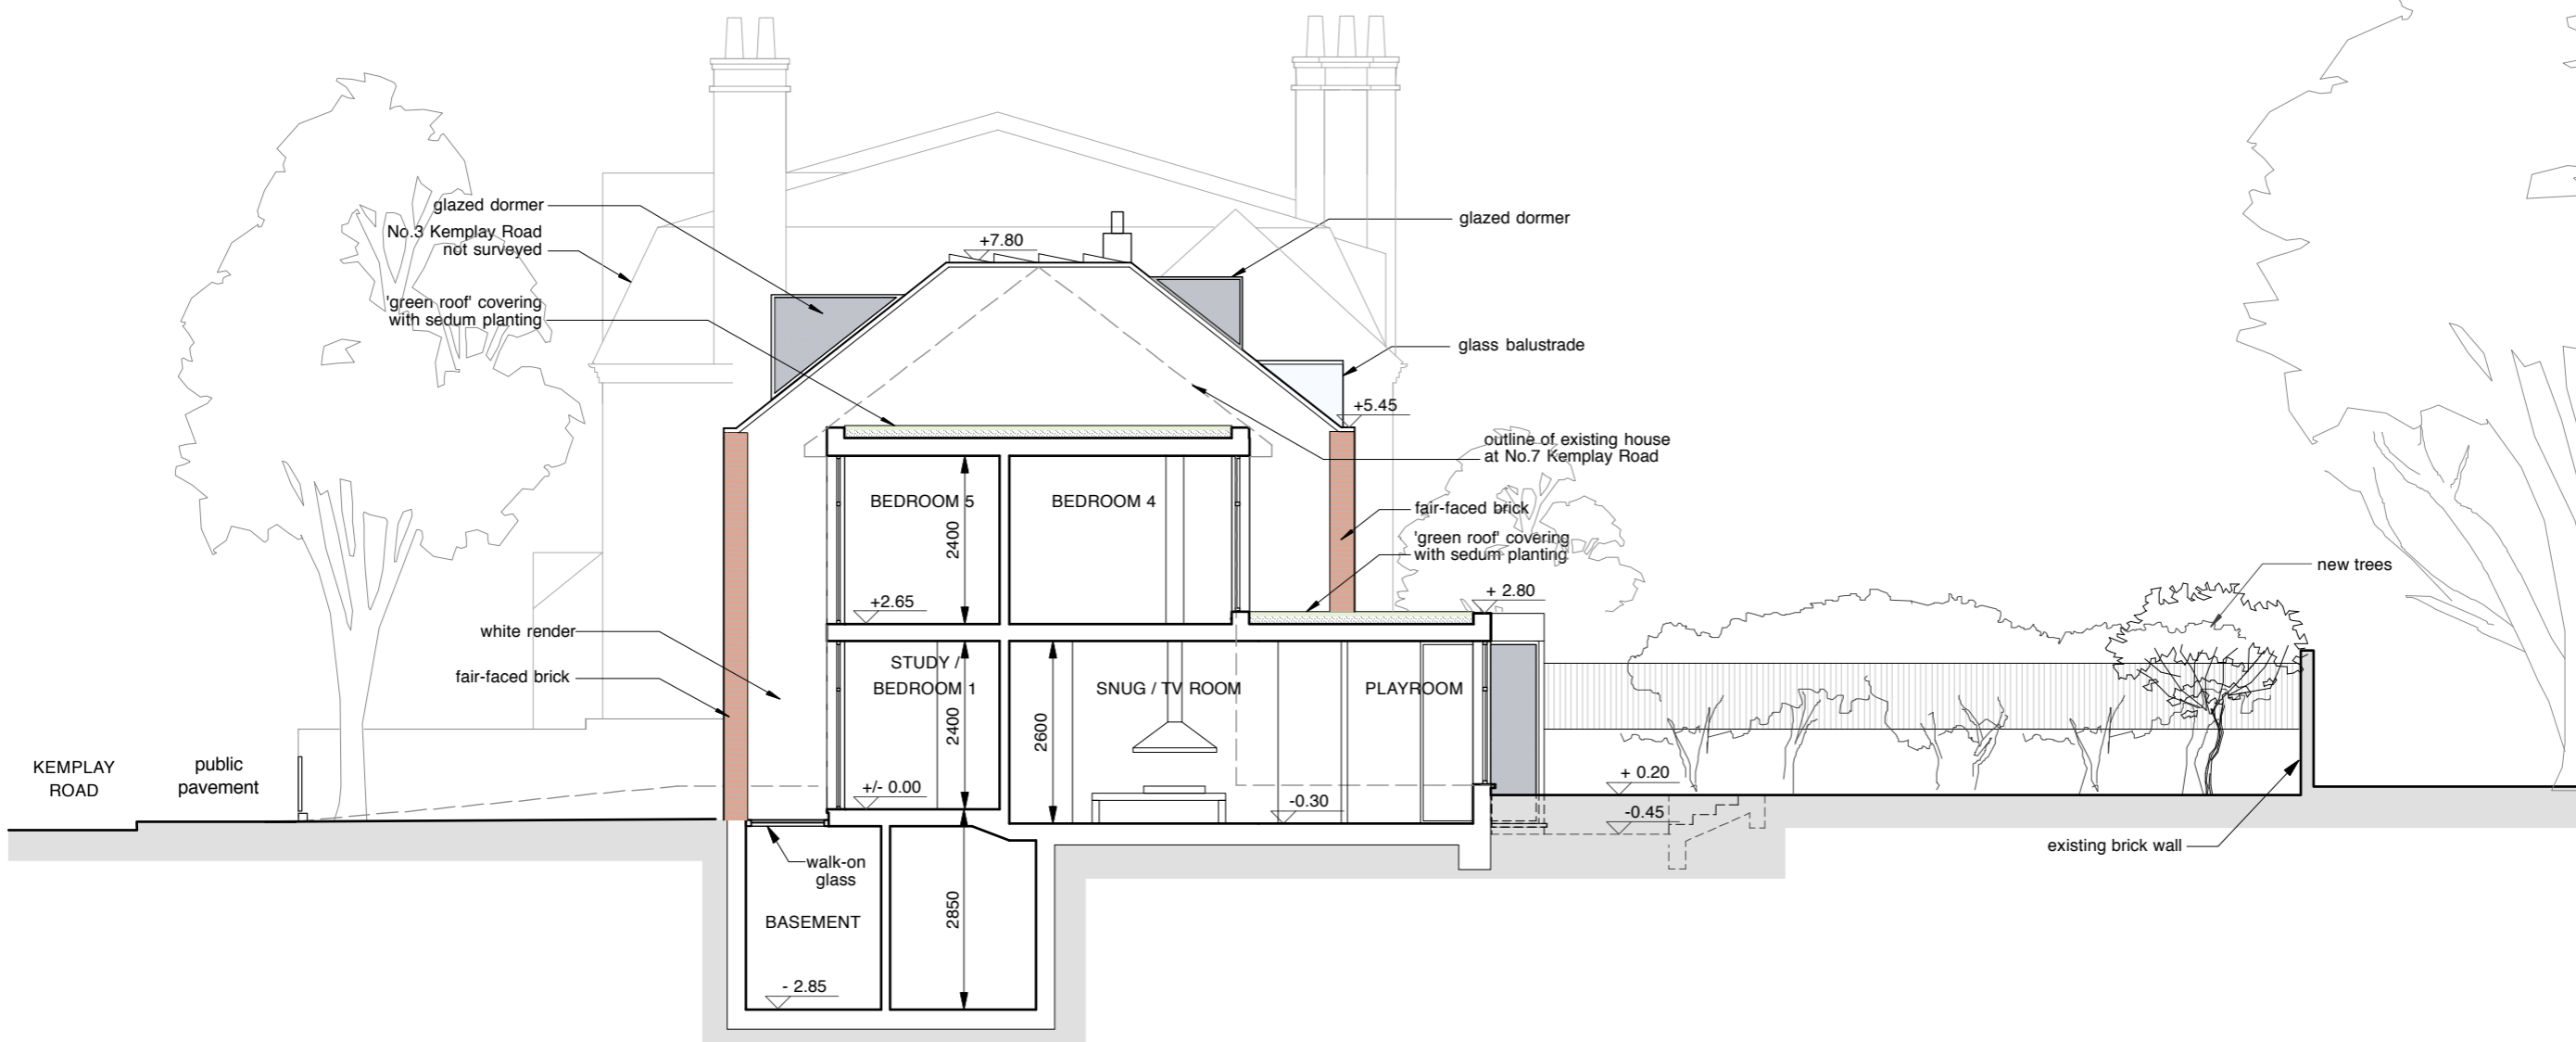 glazed dormer
No.3 Kemplay Road
not surveyed
'green roof' covering
with sedum planting
+7.80
glazed dormer
glass balustrade
+5.45
outline of existing house
at No.7 Kemplay Road
fair-faced brick
'green roof' covering
with sedum planting
BEDROOM 5
2400
BEDROOM 4
+2.65
+ 2.80
new trees
white render
fair-faced brick
STUDY /
BEDROOM 1
2400
2600
SNUG / TV ROOM
PLAYROOM
KEMPLAY
ROAD
public
pavement
+/- 0.00
-0.30
+ 0.20
-0.45
existing brick wall
walk-on
glass
BASEMENT
2850
- 2.85